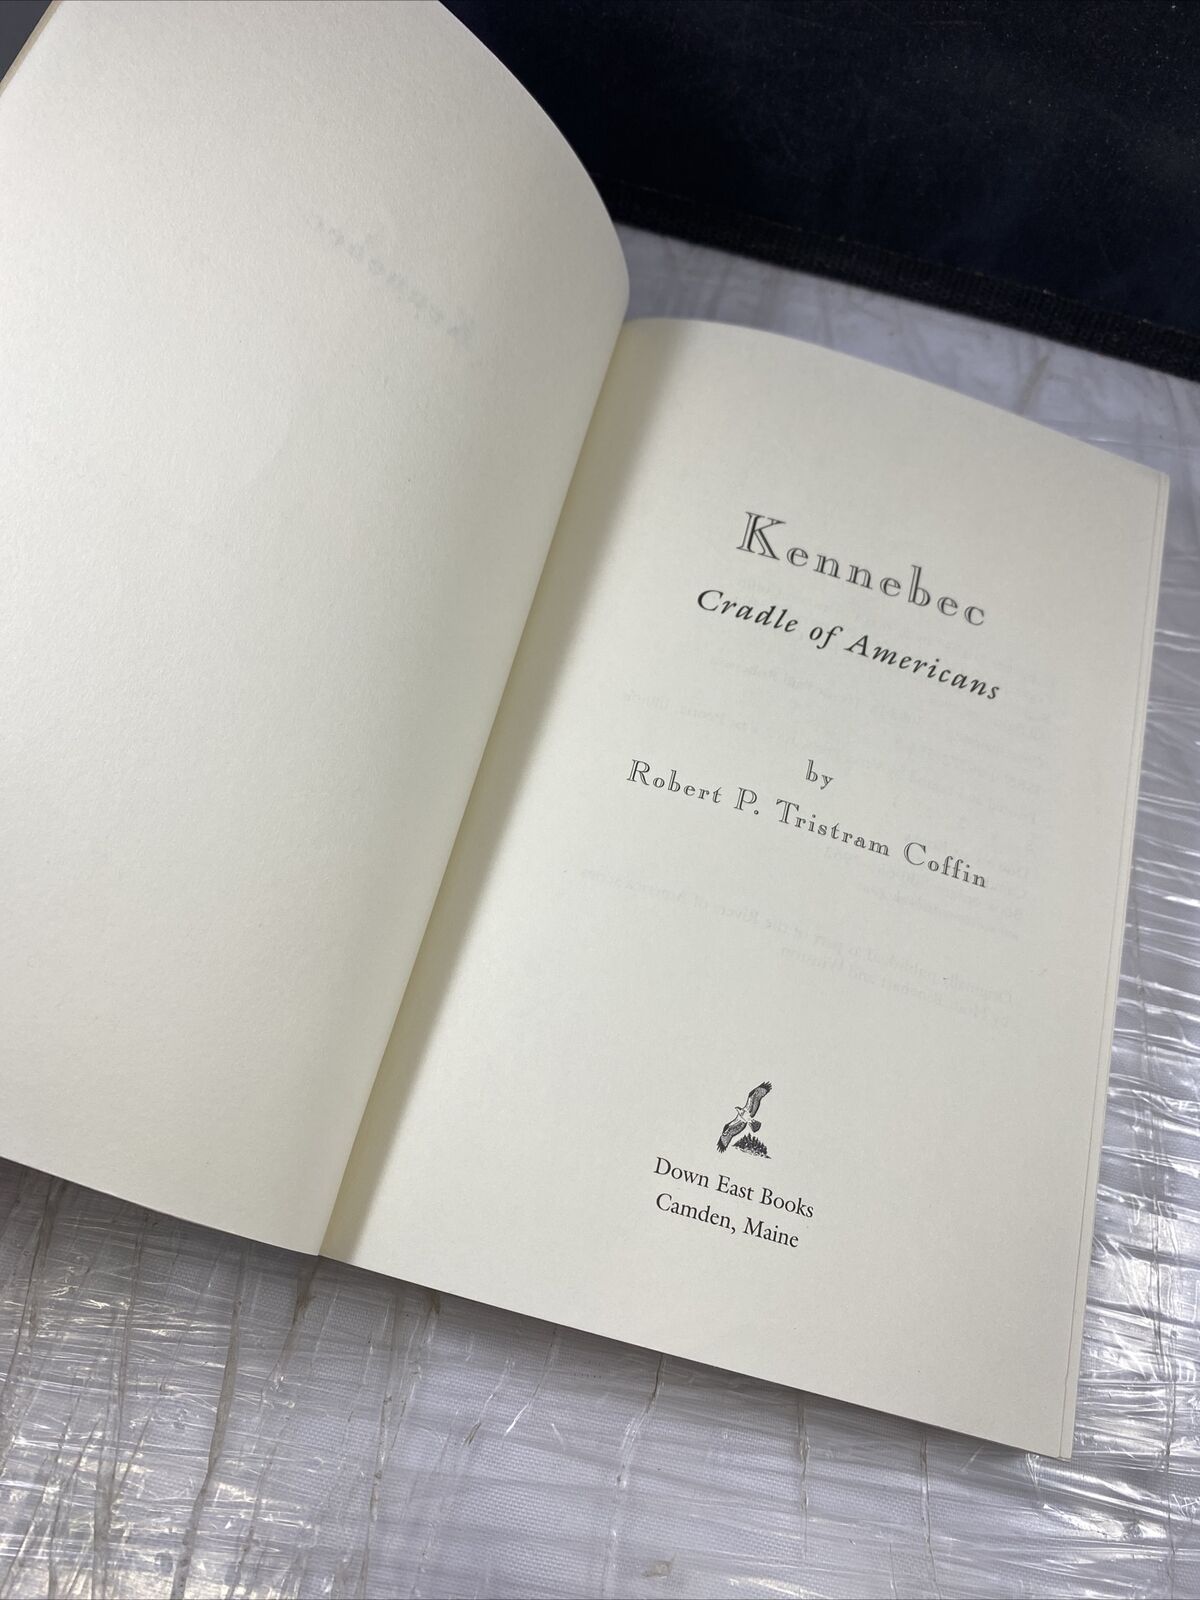 Kennebec
Cradle of Americans
by
Robert P. Tristram Coffin
Down East Books
Camden, Maine